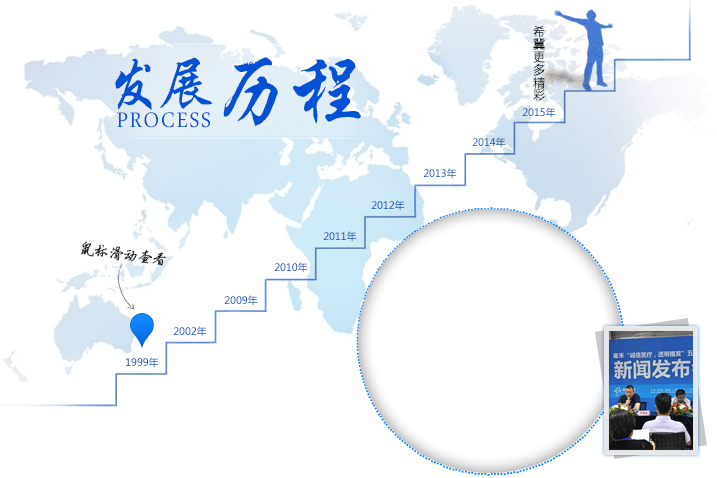 发展历程
PROCESS
希冀更多精彩
2015年
2014年
2013年
2012年
2011年
2010年
2009年
2002年
1999年
鼠标滑动查看
雍禾“诚信医疗，透明植发”五
新闻发布